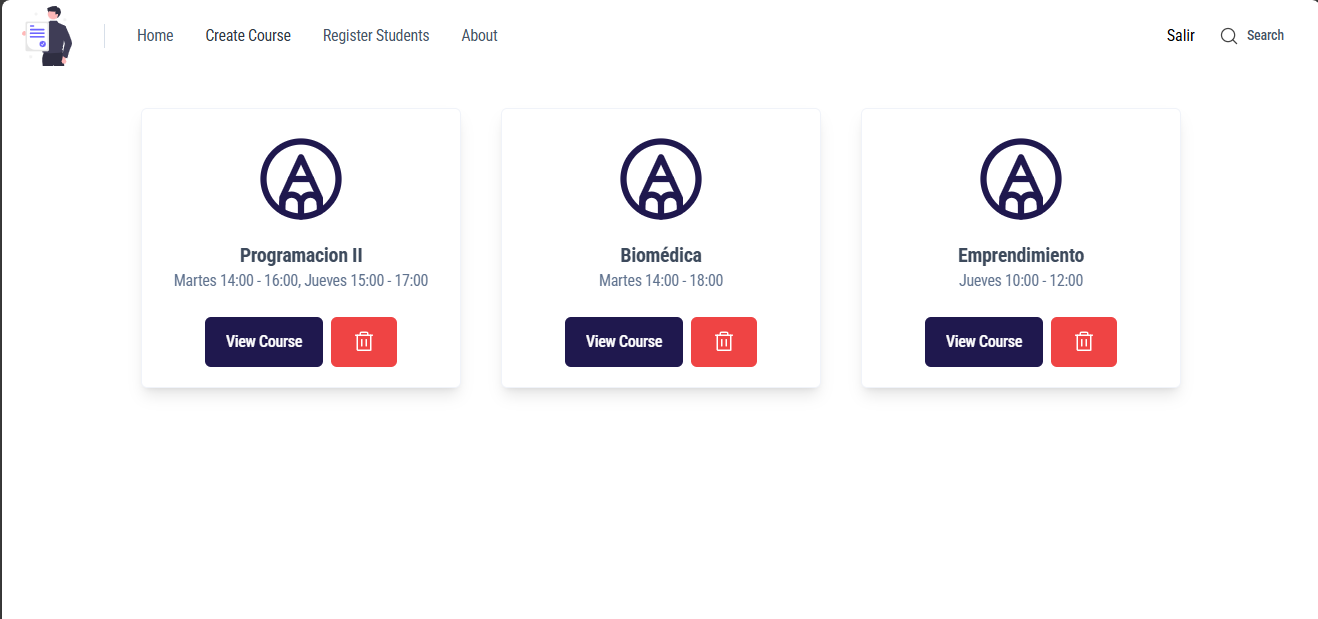 Home Create Course Register Students About Salir Search
Programacion II
Martes 14:00 - 16:00, Jueves 15:00 - 17:00
View Course
Biomédica
Martes 14:00 - 18:00
View Course
Emprendimiento
Jueves 10:00 - 12:00
View Course